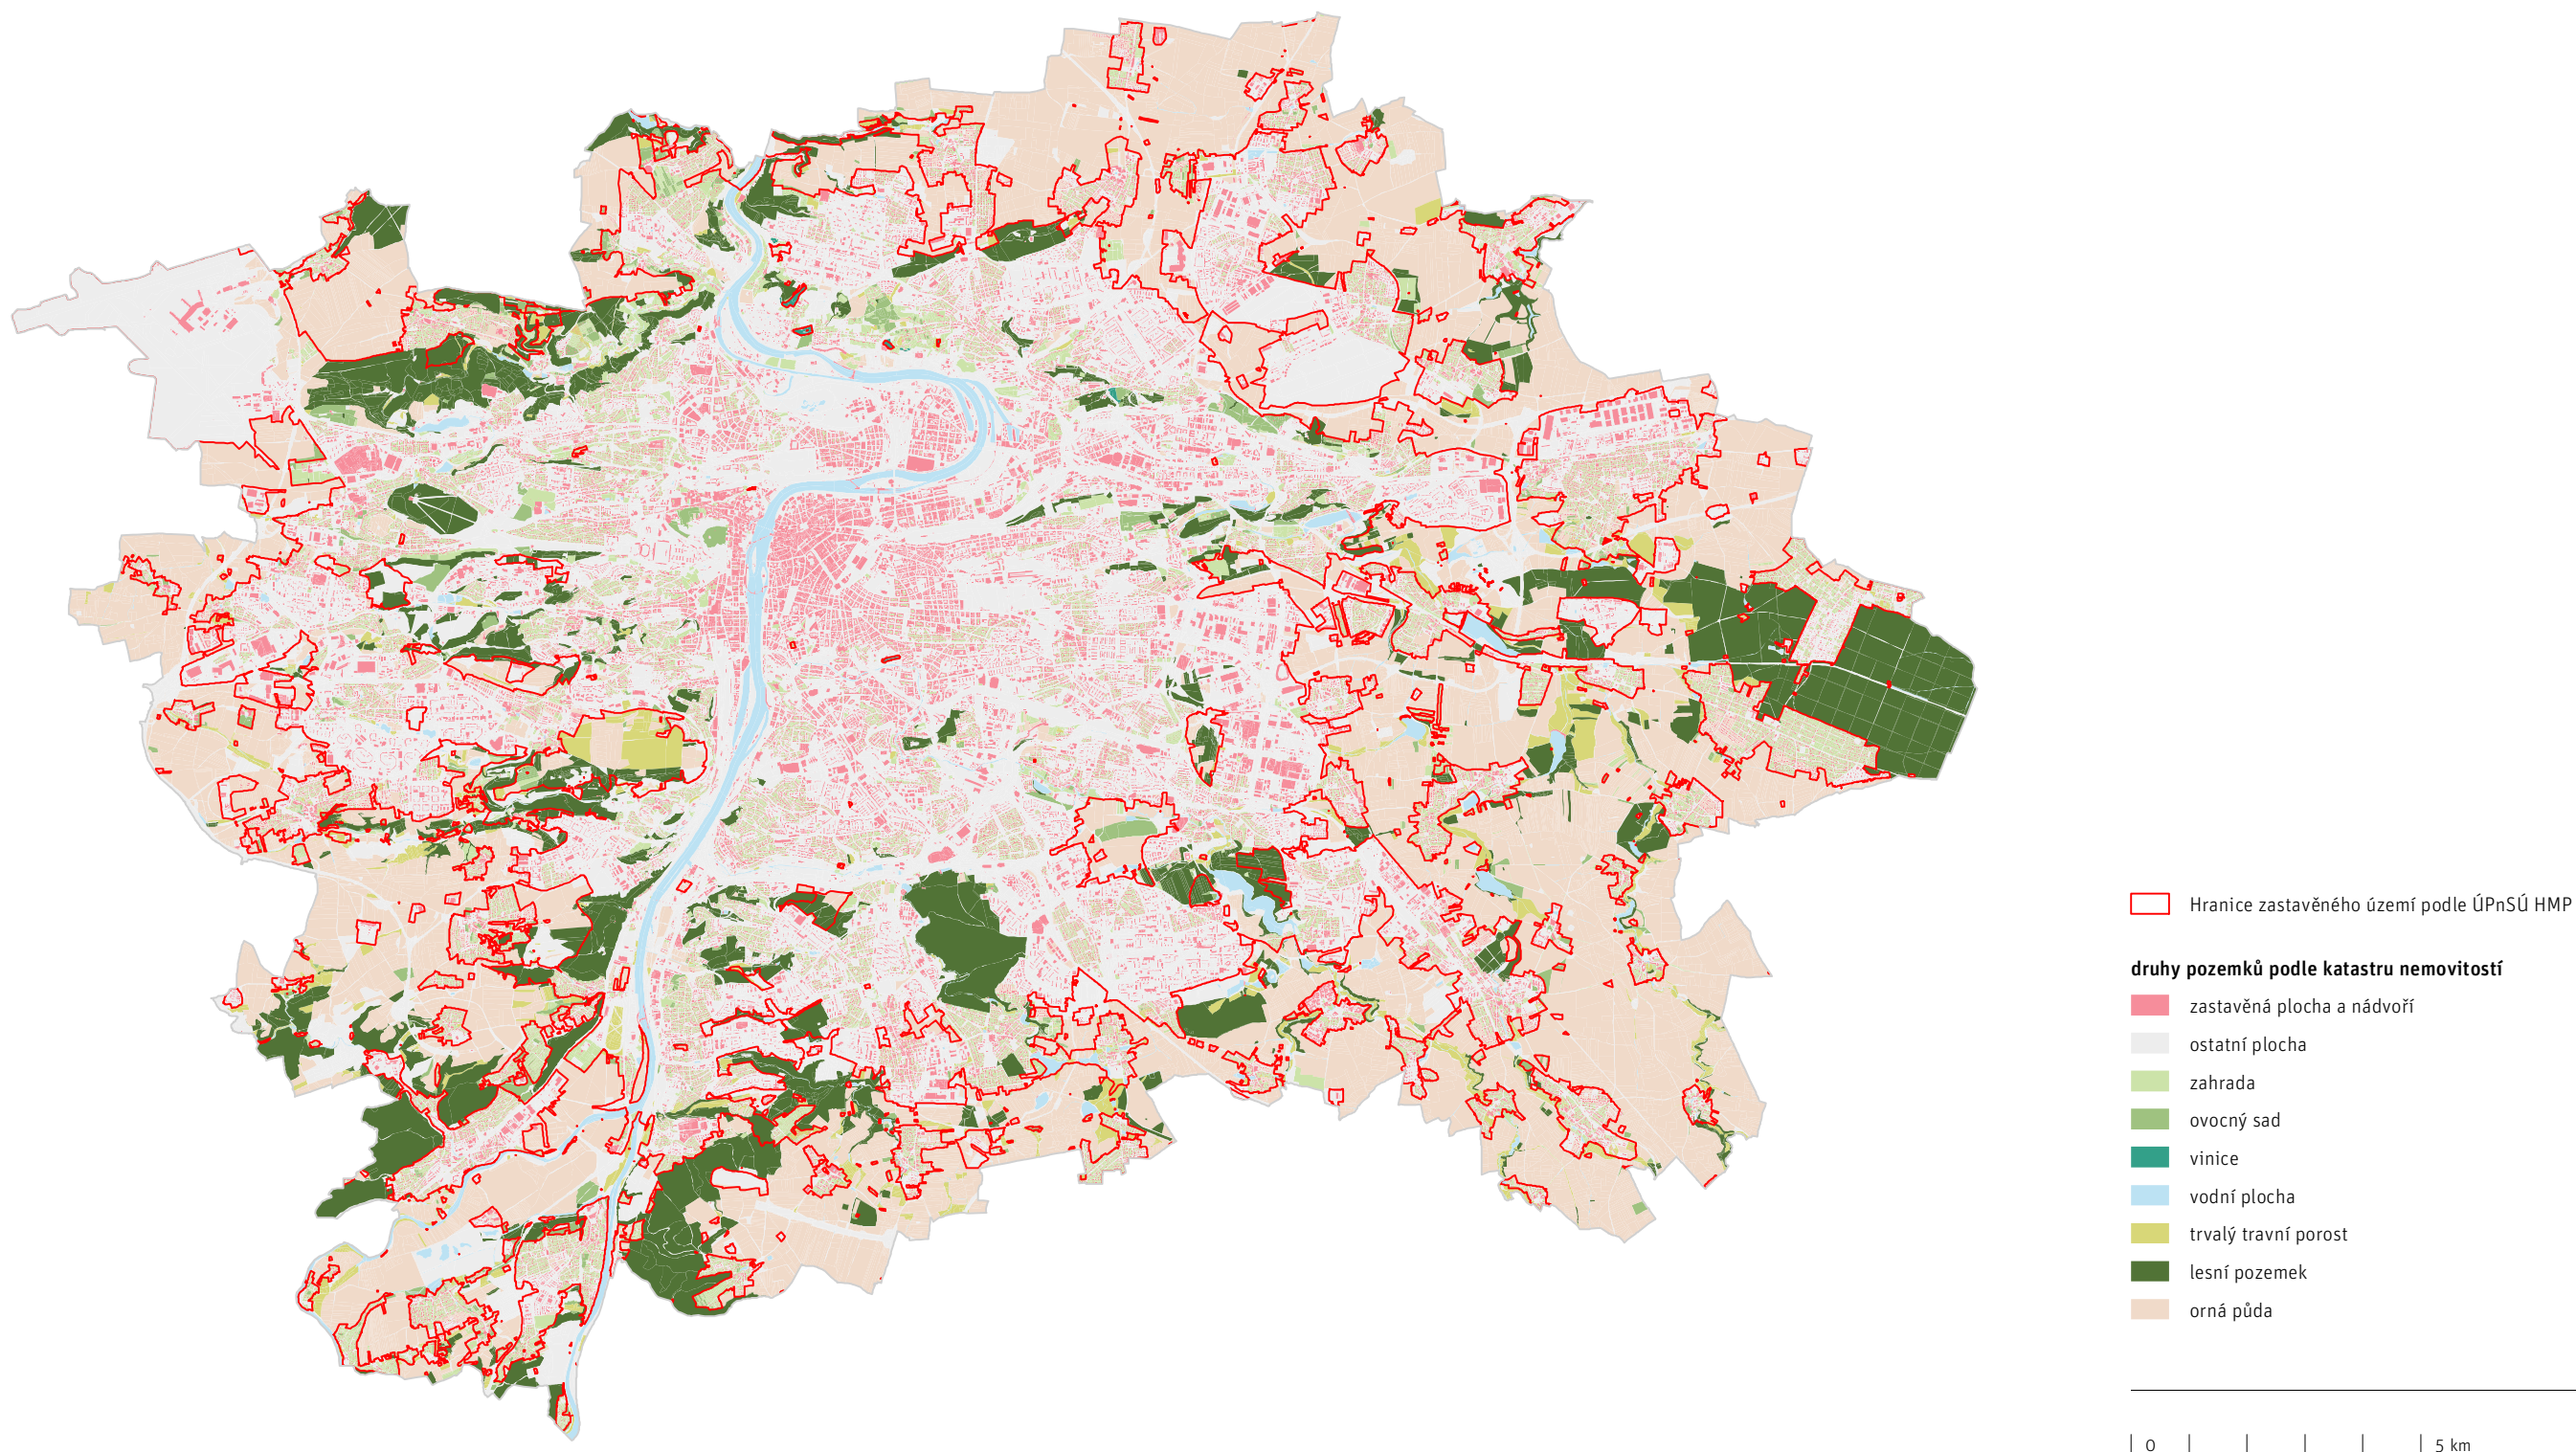 Hranice zastavěného území podle ÚPnSÚ HMP
druhy pozemků podle katastru nemovitostí
zastavěná plocha a nádvoří
ostatní plocha
zahrada
ovocný sad
vinice
vodní plocha
trvalý travní porost
lesní pozemek
orná půda
0 5 km